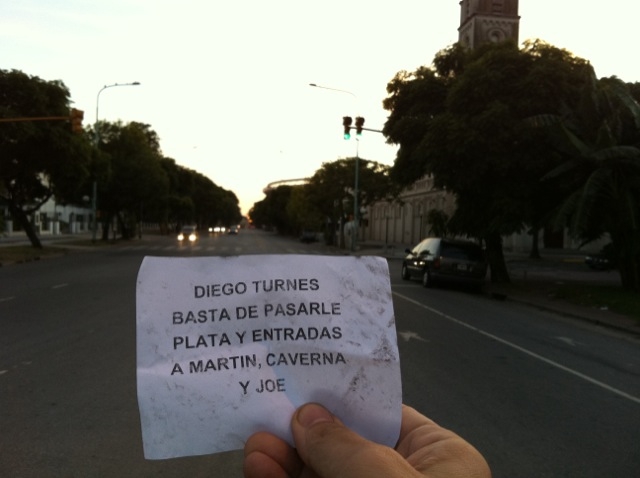 DIEGO TURNES
BASTA DE PASARLE
PLATA Y ENTRADAS
A MARTIN, CAVERNA
Y JOE